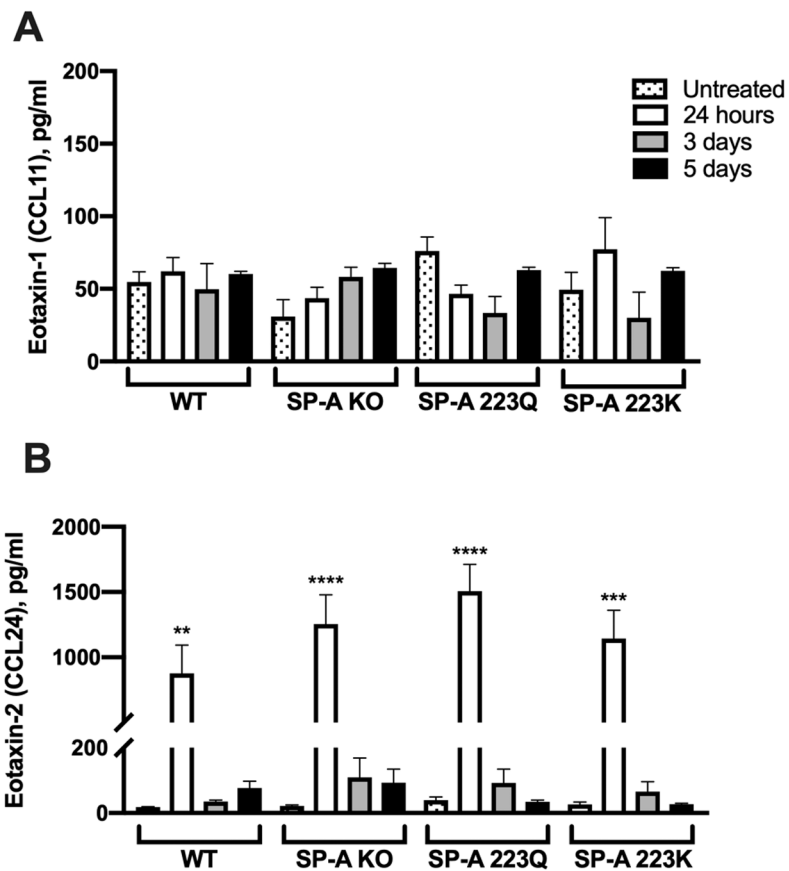 A
Eotaxin-1 (CCL11), pg/ml
200
150
100
50
0
Untreated
24 hours
3 days
5 days
WT
SP-A KO
SP-A 223Q
SP-A 223K
B
Eotaxin-2 (CCL24), pg/ml
2000
1500
1000
200
0
**
****
****
***
WT
SP-A KO
SP-A 223Q
SP-A 223K